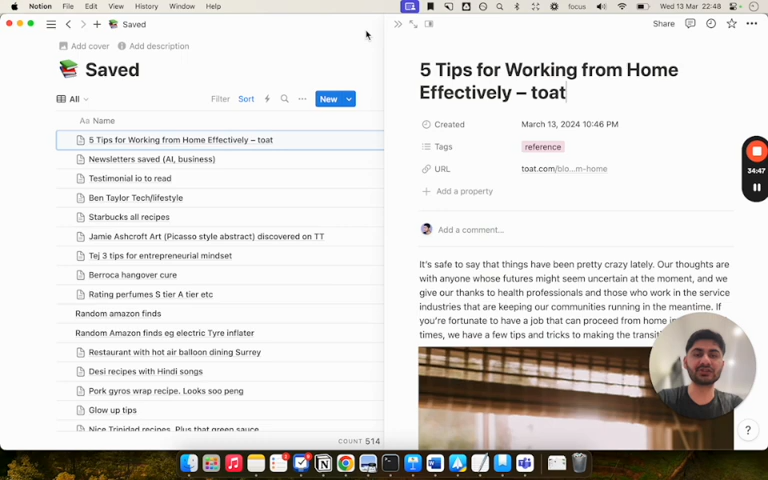 Notion File Edit View History Window Help
focus Wed 13 Mar 22:48
Saved
Share
Add cover Add description
Saved
All
Filter Sort New
Aa Name
5 Tips for Working from Home Effectively – toat
Newsletters saved (AI, business)
Testimonial io to read
Ben Taylor Tech/lifestyle
Starbucks all recipes
Jamie Ashcroft Art (Picasso style abstract) discovered on TT
Tej 3 tips for entrepreneurial mindset
Berroca hangover cure
Rating perfumes S tier A tier etc
Random amazon finds
Random Amazon finds eg electric Tyre inflater
Restaurant with hot air balloon dining Surrey
Desi recipes with Hindi songs
Pork gyros wrap recipe. Looks soo peng
Glow up tips
Nice Trinidad recipes. Plus that green sauce
COUNT 514
5 Tips for Working from Home
Effectively – toat
Created March 13, 2024 10:46 PM
Tags reference
URL toat.com/blo...m-home
Add a property
Add a comment...
It's safe to say that things have been pretty crazy lately. Our thoughts are
with anyone whose futures might seem uncertain at the moment, and we
give our thanks to health professionals and those who work in the service
industries that are keeping our communities running in the meantime. If
you're fortunate to have a job that can proceed from home
times, we have a few tips and tricks to making the
34:47
?